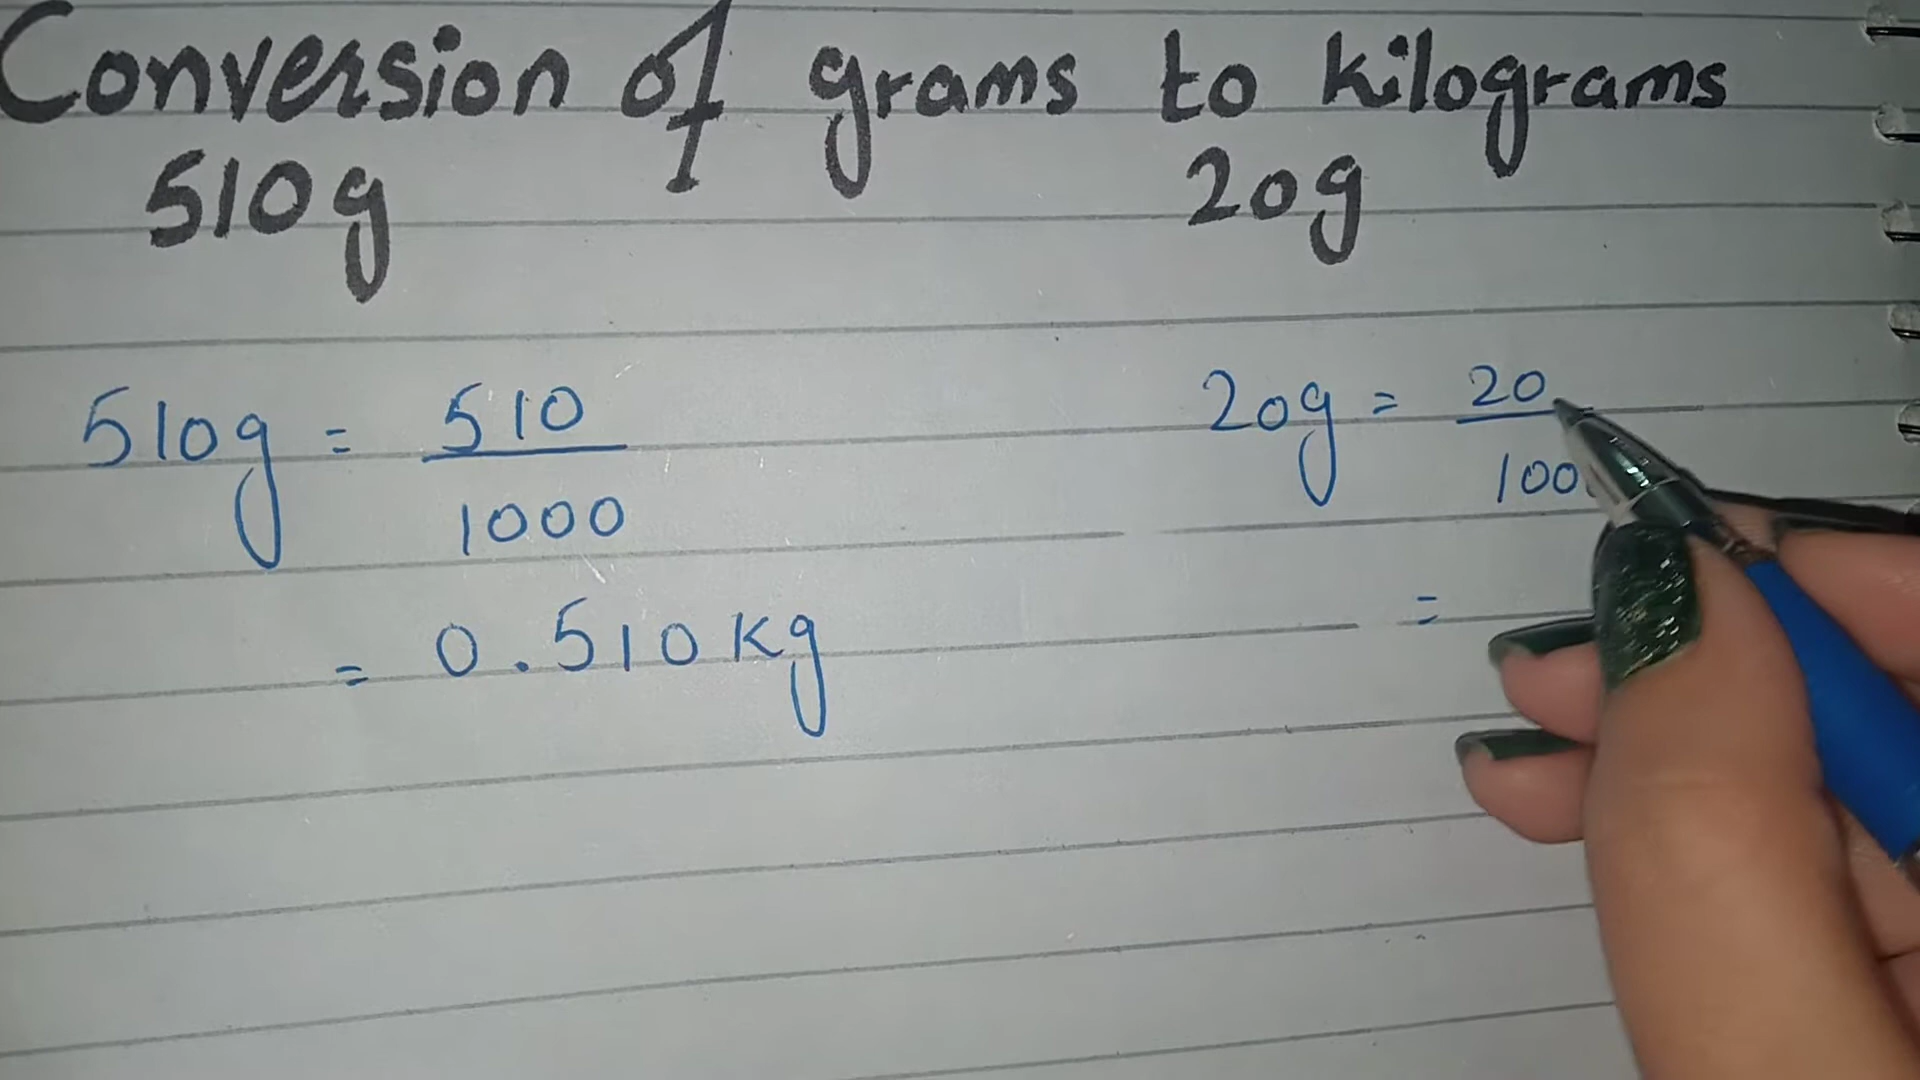 Conversion of grams to kilograms
510g 20g
510g = 510
1000
= 0.510 kg
20g = 20
100
=